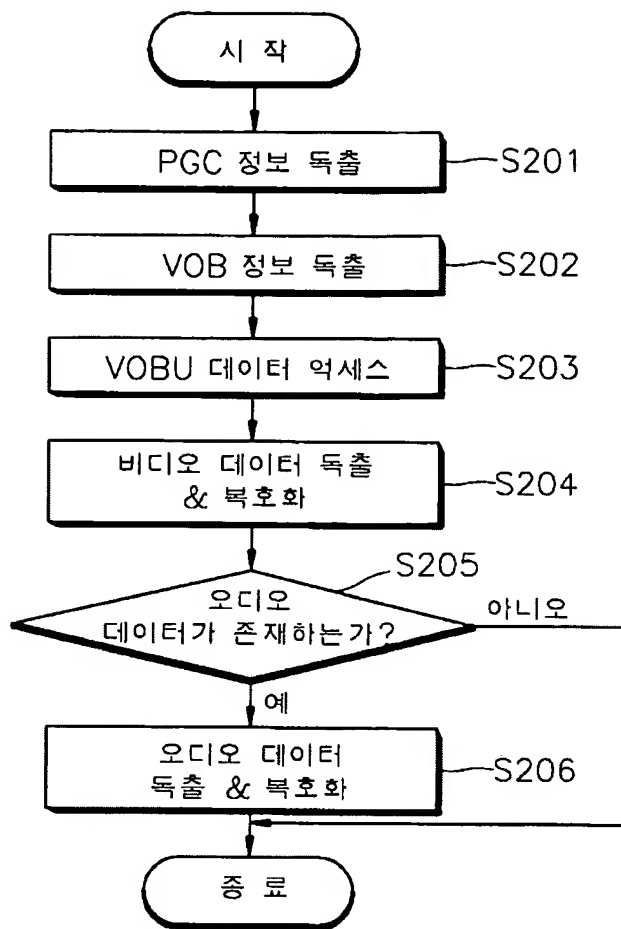 시 작
PGC 정보 독출
S201
VOB 정보 독출
S202
VOBU 데이터 억세스
S203
비디오 데이터 독출
& 복호화
S204
S205
오디오
데이터가 존재하는가?
아니오
예
오디오 데이터
독출 & 복호화
S206
종 료